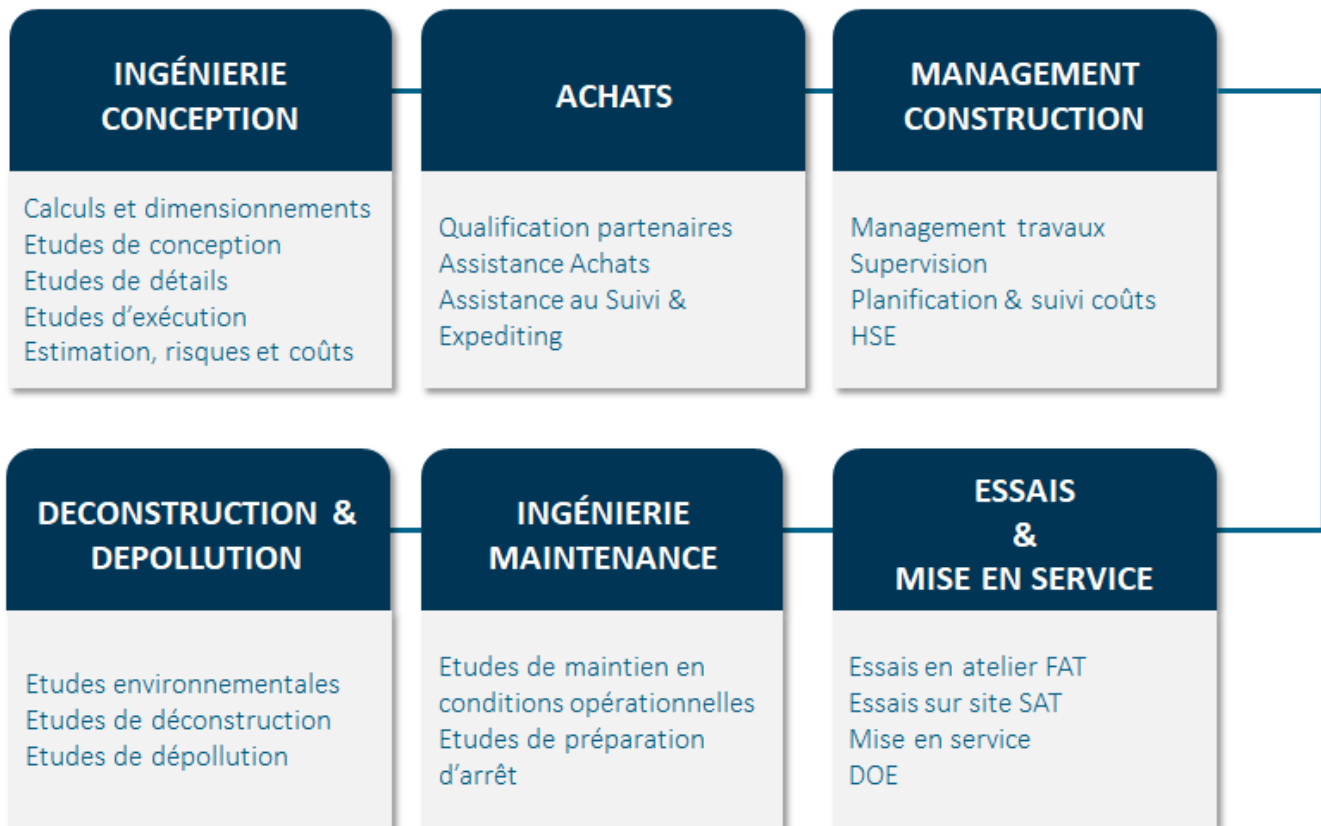 INGÉNIERIE
CONCEPTION
Calculs et dimensionnements
Etudes de conception
Etudes de détails
Etudes d’exécution
Estimation, risques et coûts
ACHATS
Qualification partenaires
Assistance Achats
Assistance au Suivi &
Expediting
MANAGEMENT
CONSTRUCTION
Management travaux
Supervision
Planification & suivi coûts
HSE
DECONSTRUCTION &
DEPOLLUTION
Etudes environnementales
Etudes de déconstruction
Etudes de dépollution
INGÉNIERIE
MAINTENANCE
Etudes de maintien en
conditions opérationnelles
Etudes de préparation
d’arrêt
ESSAIS
&
MISE EN SERVICE
Essais en atelier FAT
Essais sur site SAT
Mise en service
DOE